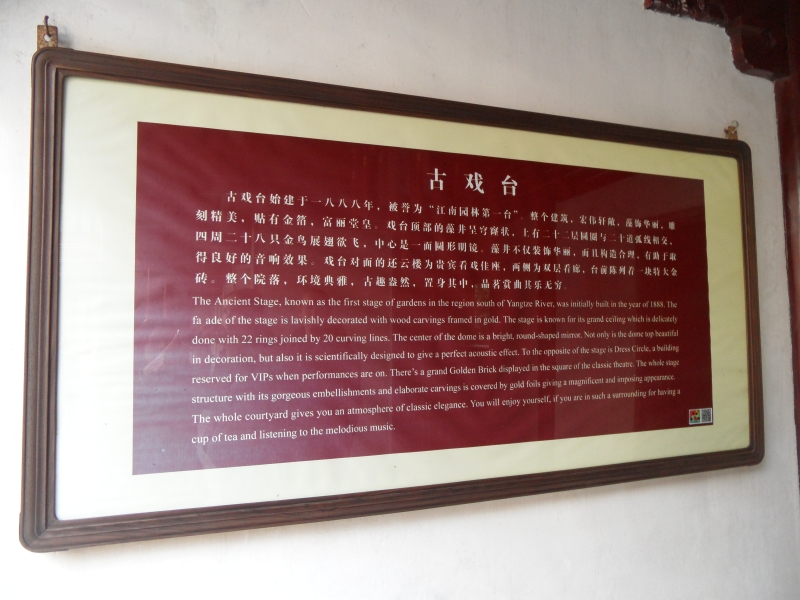 古戏台
古戏台始建于一八八八年，被誉为“江南园林第一台”。整个建筑，宏伟轩敞，藻饰华丽，雕
刻精美，贴有金箔，富丽堂皇。戏台顶部的藻井呈穹窿状，上有二十二层圆圈与二十道弧线相交，
四周二十八只金鸟展翅欲飞，中心是一面圆形明镜。藻井不仅装饰华丽，而且构造合理，有助于取
得良好的音响效果。戏台对面的还云楼为贵宾看戏佳座，两侧为双层看廊，台前陈列着一块特大金
砖。整个院落，环境典雅，古趣盎然，置身其中，品茗赏曲其乐无穷。
The Ancient Stage, known as the first stage of gardens in the region south of Yangtze River, was initially built in the year of 1888. The
fa ade of the stage is lavishly decorated with wood carvings framed in gold. The stage is known for its grand ceiling which is delicately
done with 22 rings joined by 20 curving lines. The center of the dome is a bright, round-shaped mirror. Not only is the dome top beautiful
in decoration, but also it is scientifically designed to give a perfect acoustic effect. To the opposite of the stage is Dress Circle, a building
reserved for VIPs when performances are on. There's a grand Golden Brick displayed in the square of the classic theatre. The whole stage
structure with its gorgeous embellishments and elaborate carvings is covered by gold foils giving a magnificent and imposing appearance.
The whole courtyard gives you an atmosphere of classic elegance. You will enjoy yourself, if you are in such a surrounding for having a
cup of tea and listening to the melodious music.